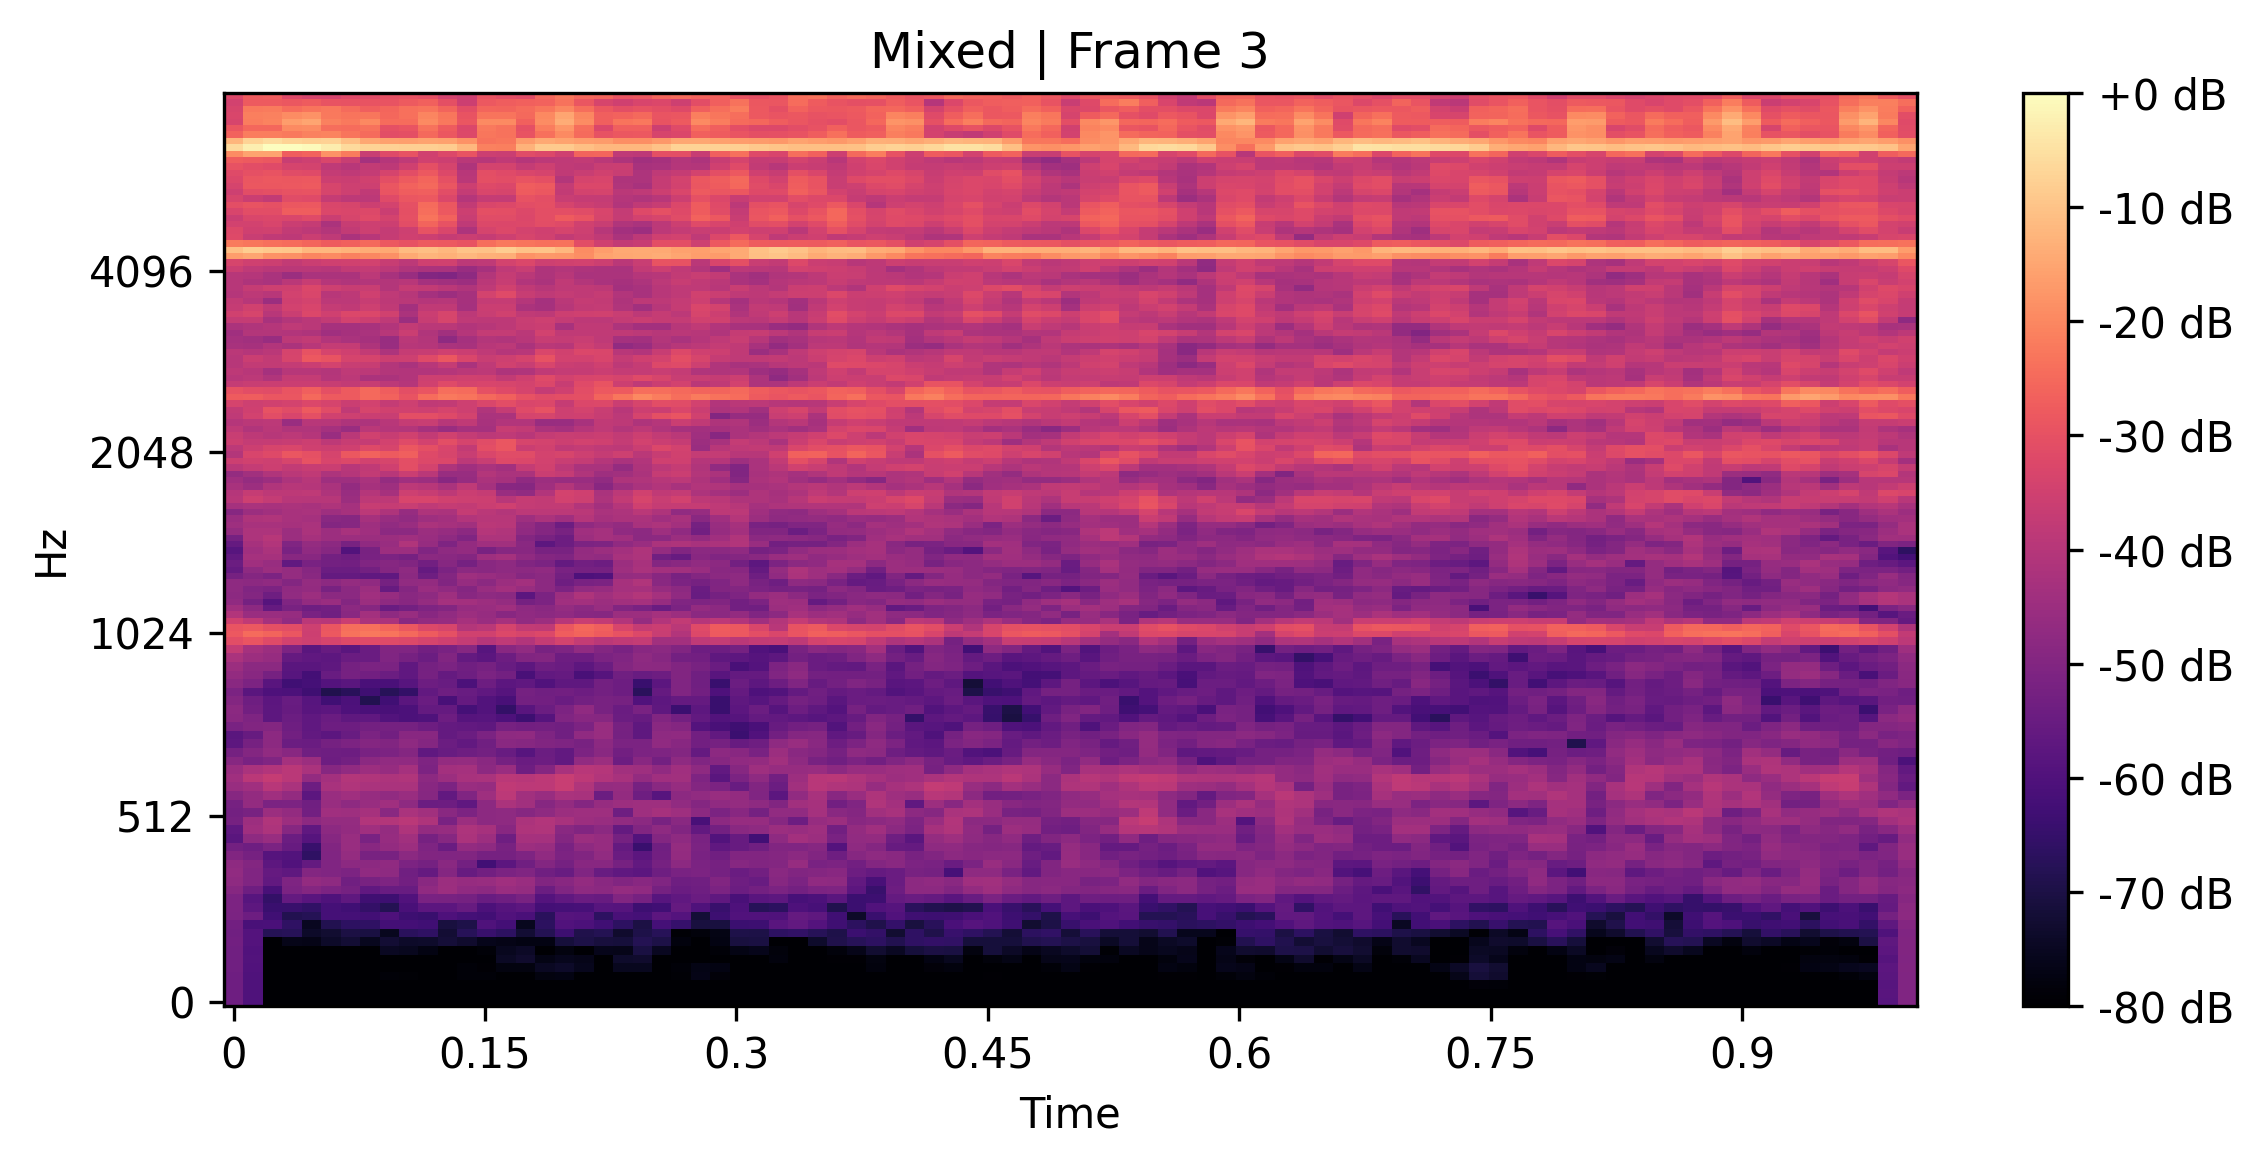 Mixed | Frame 3
Hz
4096
2048
1024
512
0
0 0.15 0.3 0.45 0.6 0.75 0.9
Time
+0 dB
-10 dB
-20 dB
-30 dB
-40 dB
-50 dB
-60 dB
-70 dB
-80 dB